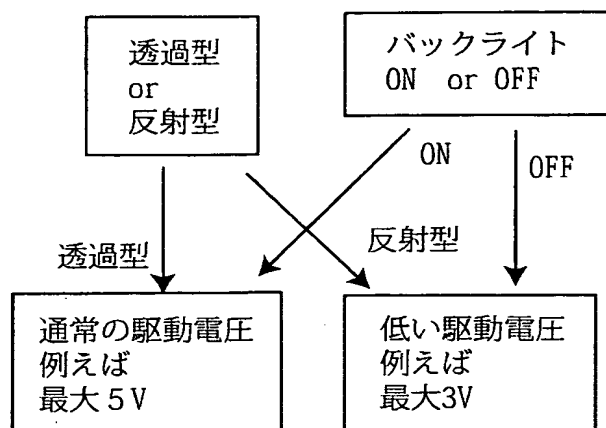 透過型
or
反射型
バックライト
ON or OFF
ON
OFF
透過型
反射型
通常の駆動電圧
例えば
最大5V
低い駆動電圧
例えば
最大3V